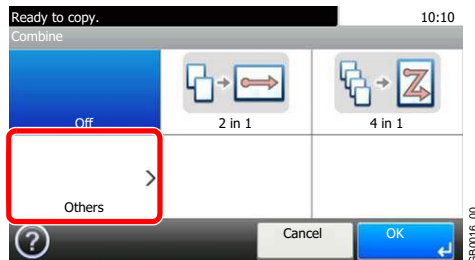 Ready to copy. 10:10
Combine
Off 2 in 1 4 in 1
Others
? Cancel OK